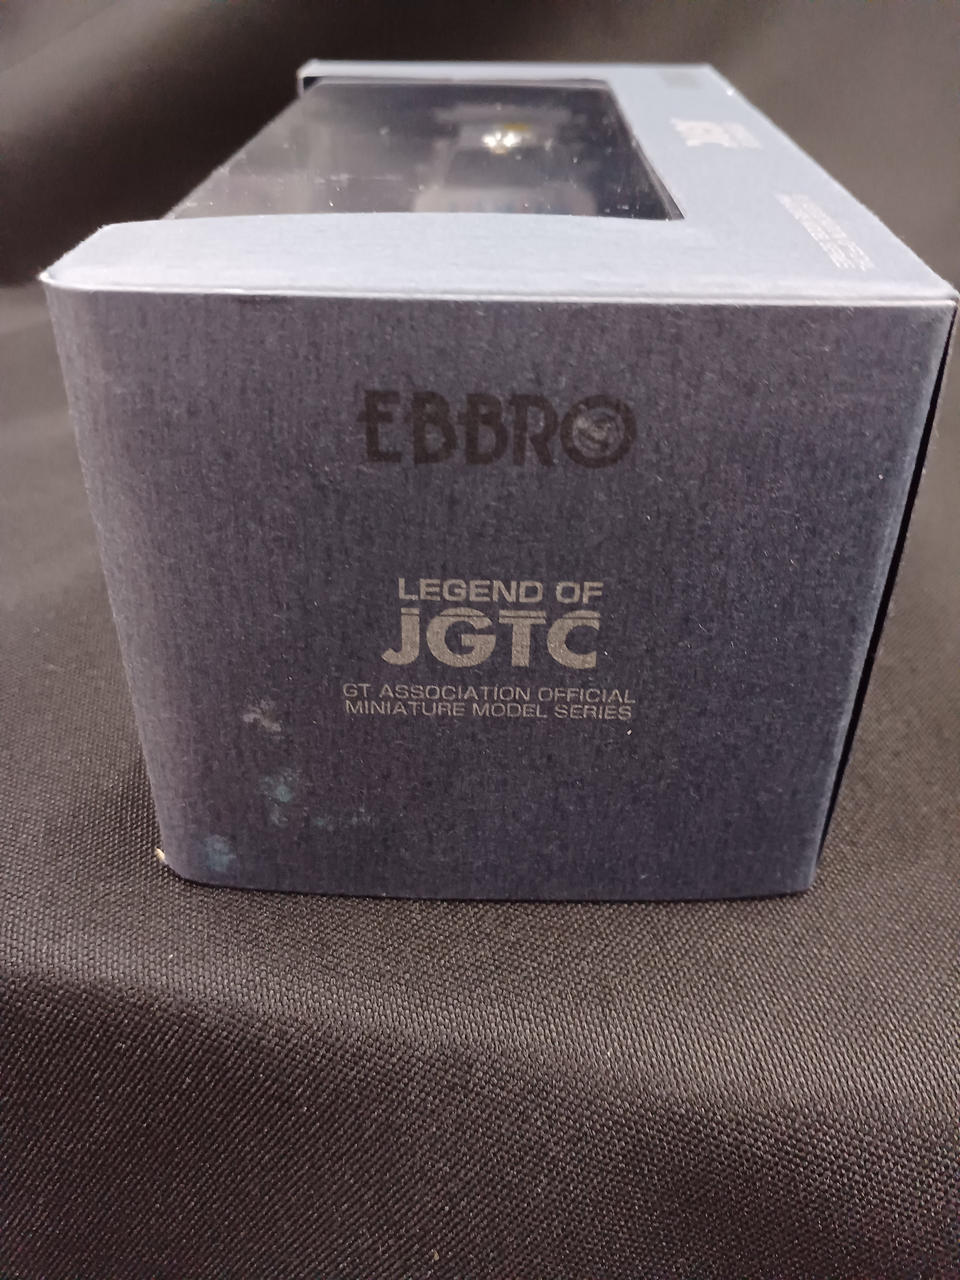 EBBRO
LEGEND OF
JGTC
GT ASSOCIATION OFFICIAL
MINIATURE MODEL SERIES